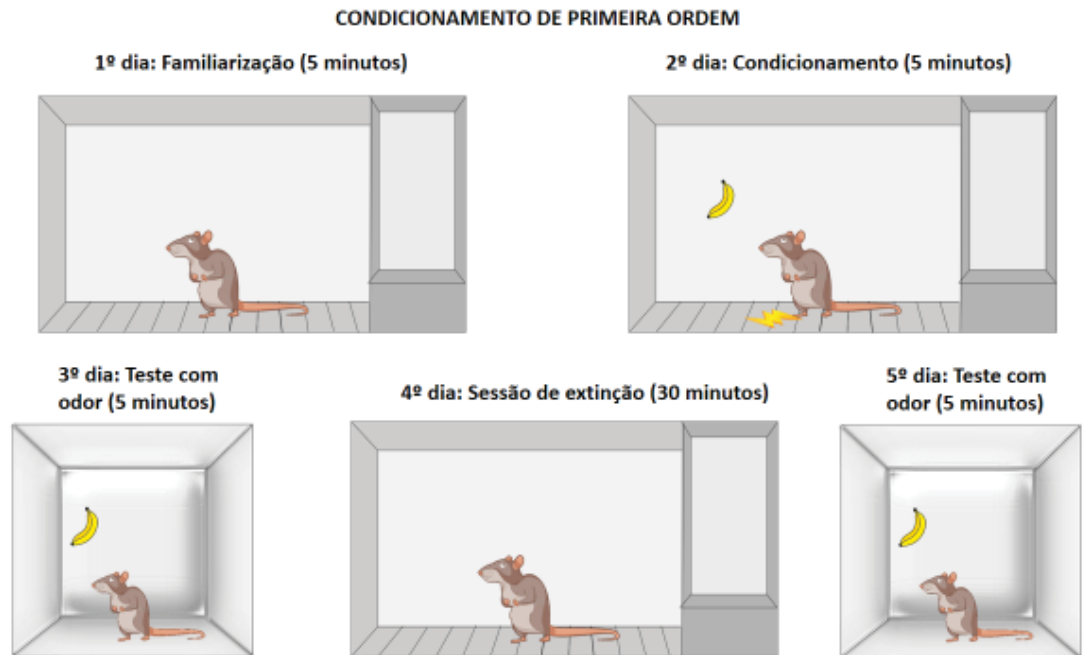 CONDICIONAMENTO DE PRIMEIRA ORDEM
1º dia: Familiarização (5 minutos)
2º dia: Condicionamento (5 minutos)
3º dia: Teste com
odor (5 minutos)
4º dia: Sessão de extinção (30 minutos)
5º dia: Teste com
odor (5 minutos)